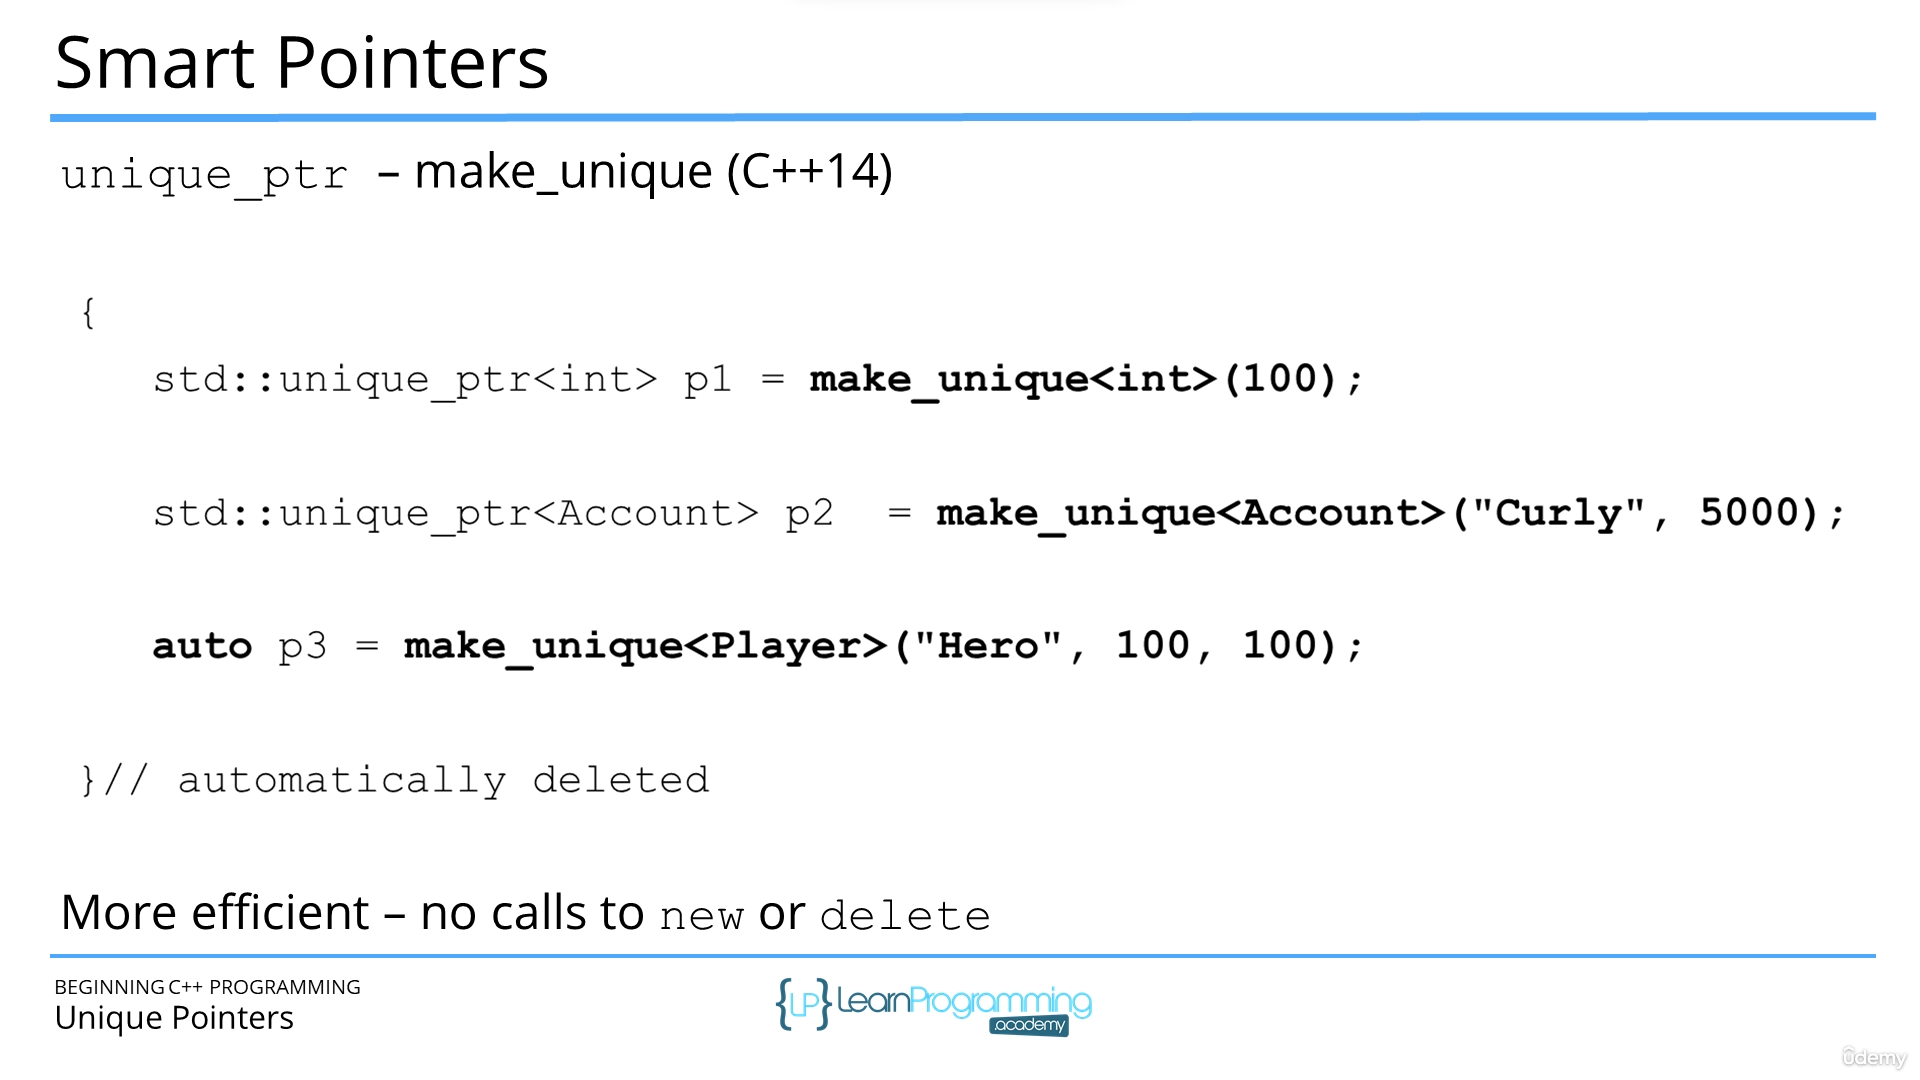 Smart Pointers
unique_ptr – make_unique (C++14)
{
std::unique_ptr<int> p1 = make_unique<int>(100);
std::unique_ptr<Account> p2 = make_unique<Account>("Curly", 5000);
auto p3 = make_unique<Player>("Hero", 100, 100);
}// automatically deleted
More efficient – no calls to new or delete
BEGINNING C++ PROGRAMMING
Unique Pointers
{LP} LearnProgramming
.academy
ûdemy